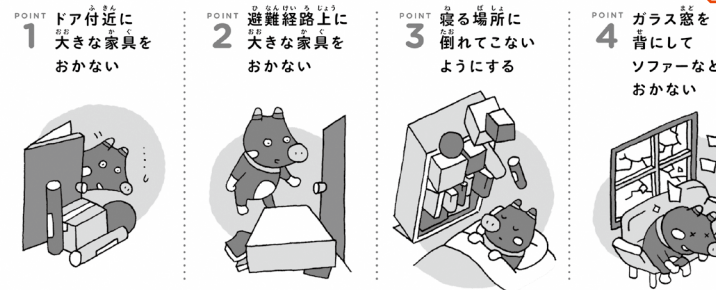 POINT 1
ドア付近に
大きな家具を
おかない
POINT 2
避難経路上に
大きな家具を
おかない
POINT 3
寝る場所に
倒れてこない
ようにする
POINT 4
ガラス窓を
背にして
ソファーなど
おかない